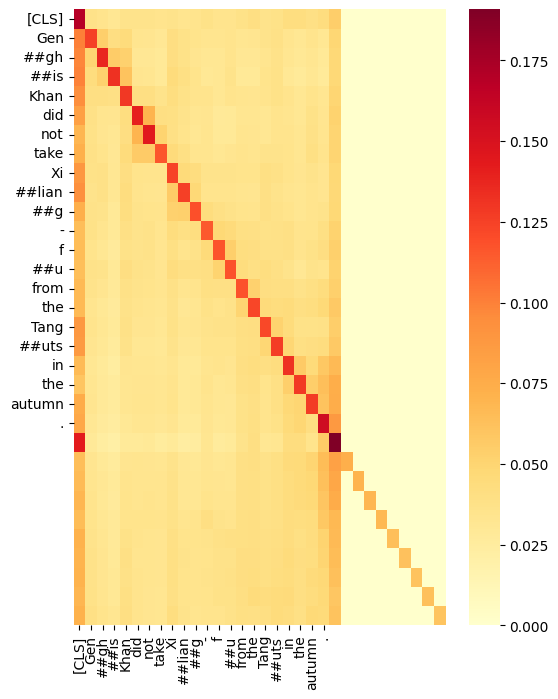 [CLS]
Gen
##gh
##is
Khan
did
not
take
Xi
##lian
##g
-
f
##u
from
the
Tang
##uts
in
the
autumn
.
[CLS] Gen ##gh ##is Khan did not take Xi ##lian ##g - f ##u from the Tang ##uts in the autumn .
0.175
0.150
0.125
0.100
0.075
0.050
0.025
0.000